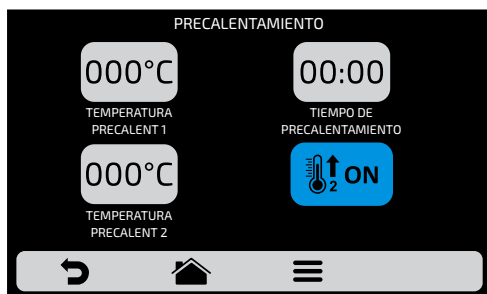 PRECALENTAMIENTO
000°C
TEMPERATURA
PRECALENT 1
00:00
TIEMPO DE
PRECALENTAMIENTO
000°C
TEMPERATURA
PRECALENT 2
2 ON